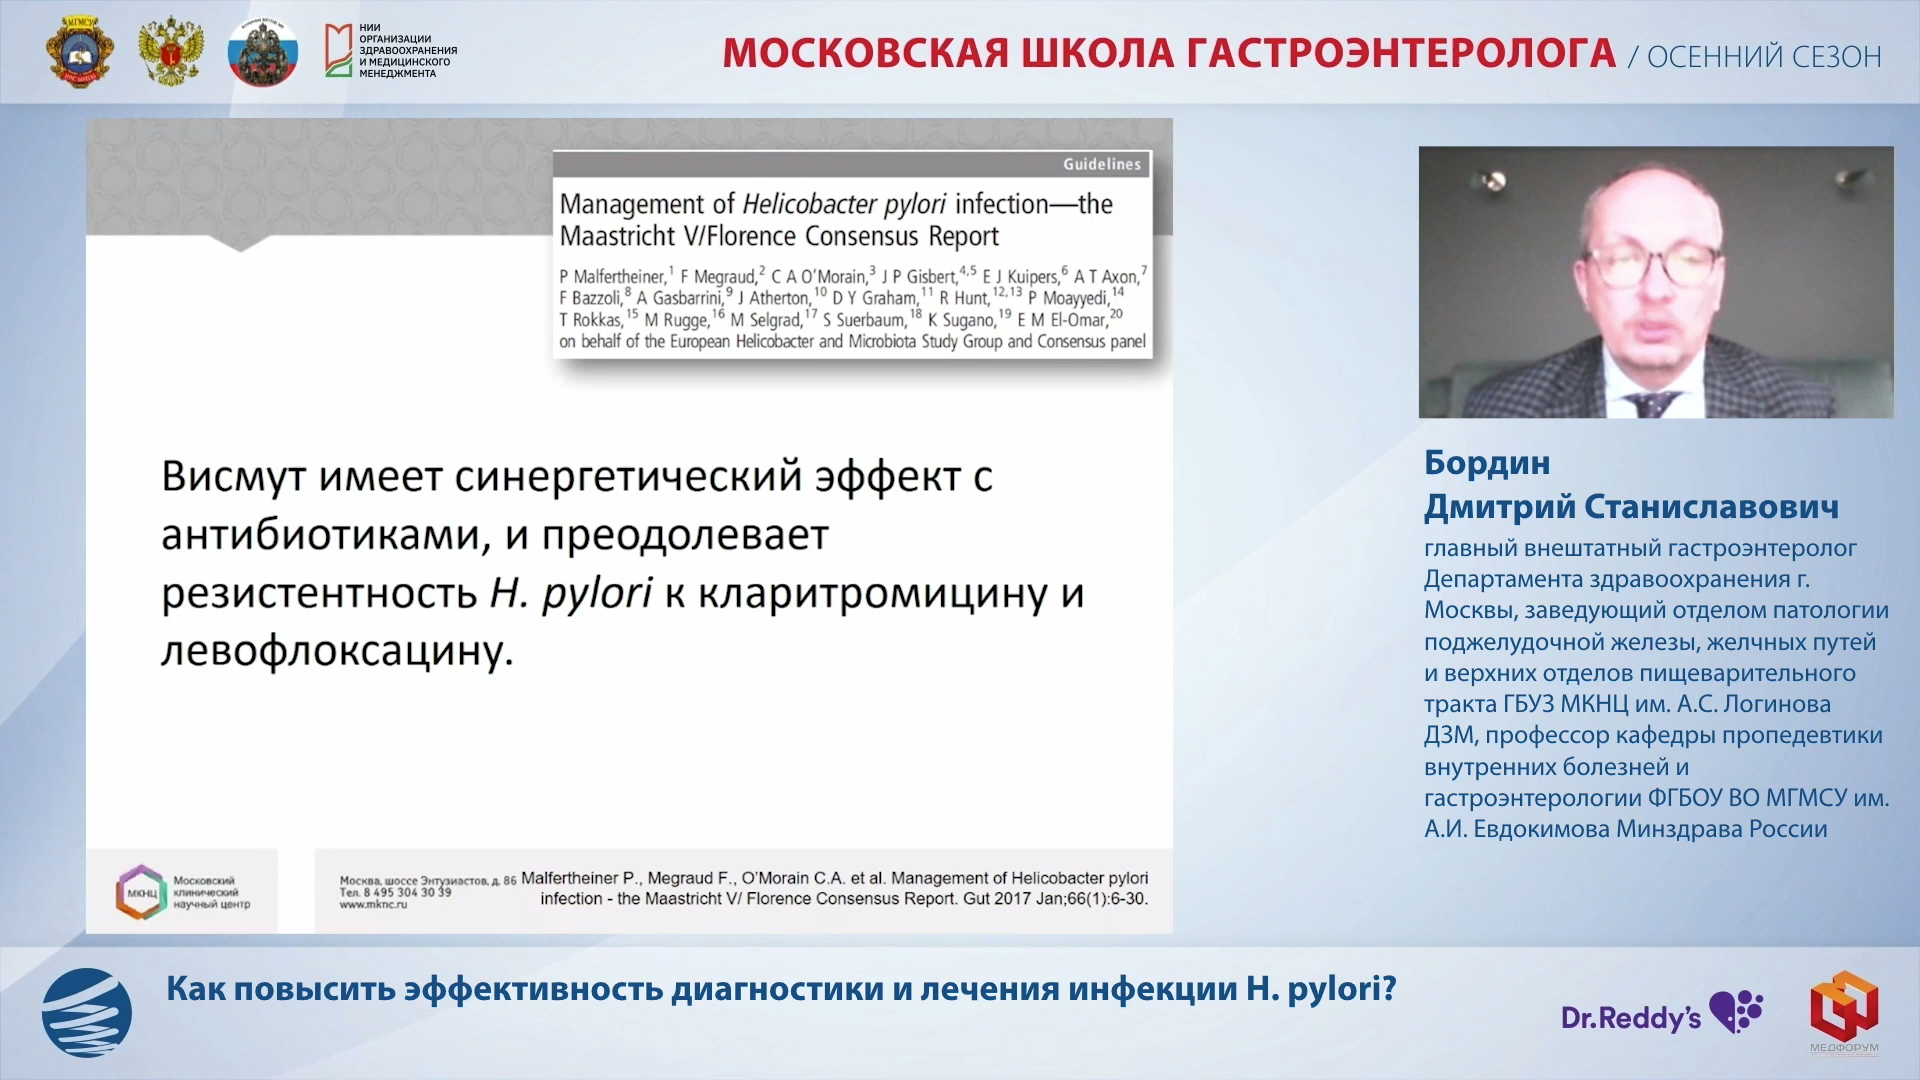 МГМСУ
НИИ
ОРГАНИЗАЦИИ
ЗДРАВООХРАНЕНИЯ
И МЕДИЦИНСКОГО
МЕНЕДЖМЕНТА
МОСКОВСКАЯ ШКОЛА ГАСТРОЭНТЕРОЛОГА / ОСЕННИЙ СЕЗОН
Guidelines
Management of Helicobacter pylori infection—the
Maastricht V/Florence Consensus Report
P Malfertheiner,1 F Megraud,2 C A O'Morain,3 J P Gisbert,4,5 E J Kuipers,6 A T Axon,7
F Bazzoli,8 A Gasbarrini,9 J Atherton,10 D Y Graham,11 R Hunt,12,13 P Moayyedi,14
T Rokkas,15 M Rugge,16 M Selgrad,17 S Suerbaum,18 K Sugano,19 E M El-Omar,20
on behalf of the European Helicobacter and Microbiota Study Group and Consensus panel
Висмут имеет синергетический эффект с
антибиотиками, и преодолевает
резистентность H. pylori к кларитромицину и
левофлоксацину.
МКНЦ
Московский
клинический
научный центр
Москва, шоссе Энтузиастов, д. 86
Тел. 8 495 304 30 39
www.mknc.ru
Malfertheiner P., Megraud F., O'Morain C.A. et al. Management of Helicobacter pylori
infection - the Maastricht V/ Florence Consensus Report. Gut 2017 Jan;66(1):6-30.
Бордин
Дмитрий Станиславович
главный внештатный гастроэнтеролог
Департамента здравоохранения г.
Москвы, заведующий отделом патологии
поджелудочной железы, желчных путей
и верхних отделов пищеварительного
тракта ГБУЗ МКНЦ им. А.С. Логинова
ДЗМ, профессор кафедры пропедевтики
внутренних болезней и
гастроэнтерологии ФГБОУ ВО МГМСУ им.
А.И. Евдокимова Минздрава России
Как повысить эффективность диагностики и лечения инфекции H. pylori?
Dr.Reddy's
МЕДФОРУМ